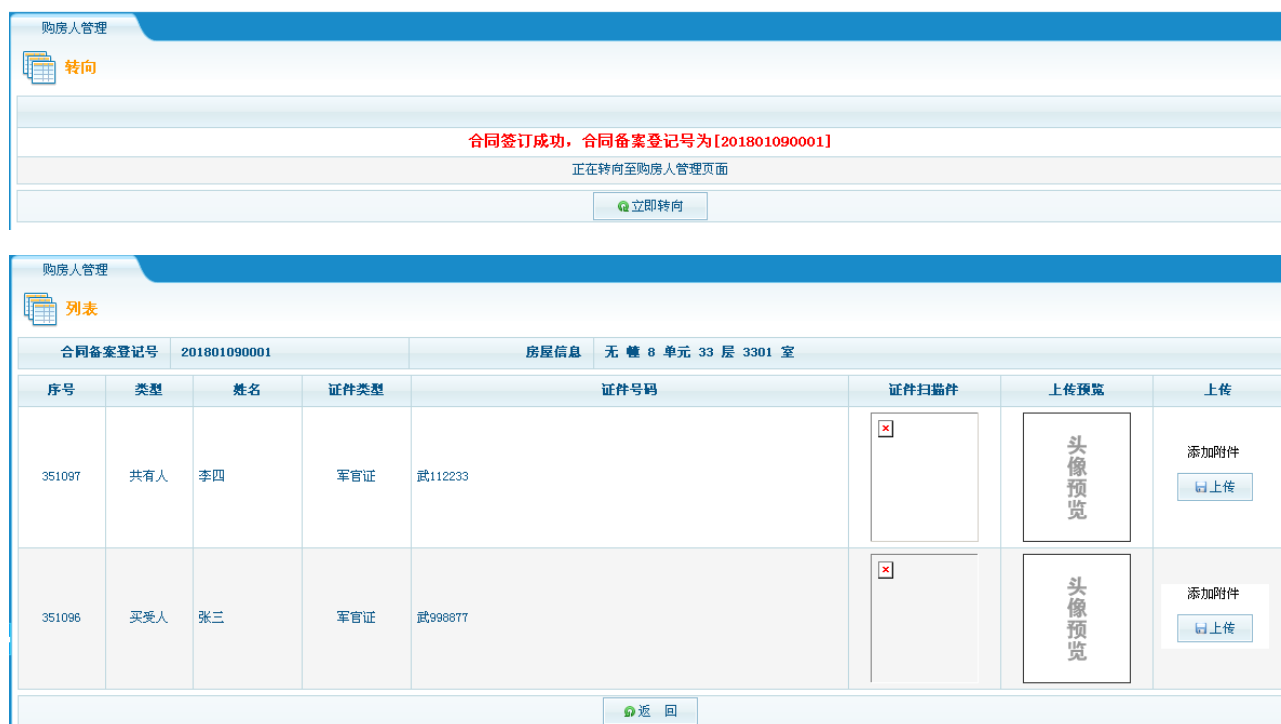 购房人管理
转向
合同签订成功，合同备案登记号为[201801090001]
正在转向至购房人管理页面
立即转向
购房人管理
列表
合同备案登记号 201801090001 房屋信息 无 幢 8 单元 33 层 3301 室
序号 类型 姓名 证件类型 证件号码 证件扫描件 上传预览 上传
351097 共有人 李四 军官证 武112233 头像预览 添加附件
上传
351096 买受人 张三 军官证 武998877 头像预览 添加附件
上传
返 回